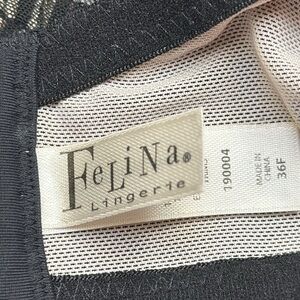 FeLiNa®
Lingerie
190004
MADE IN
CHINA
36F